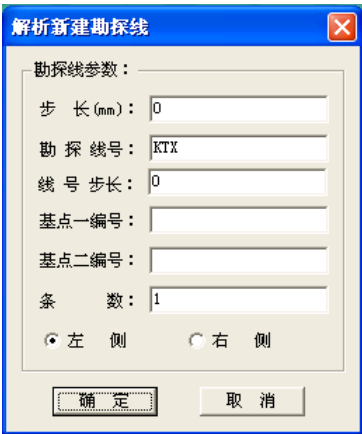 解析新建勘探线
勘探线参数：
步 长(mm)： 0
勘 探 线号： KTX
线 号 步长： 0
基点一编号：
基点二编号：
条 数： 1
左 侧 右 侧
确 定 取 消